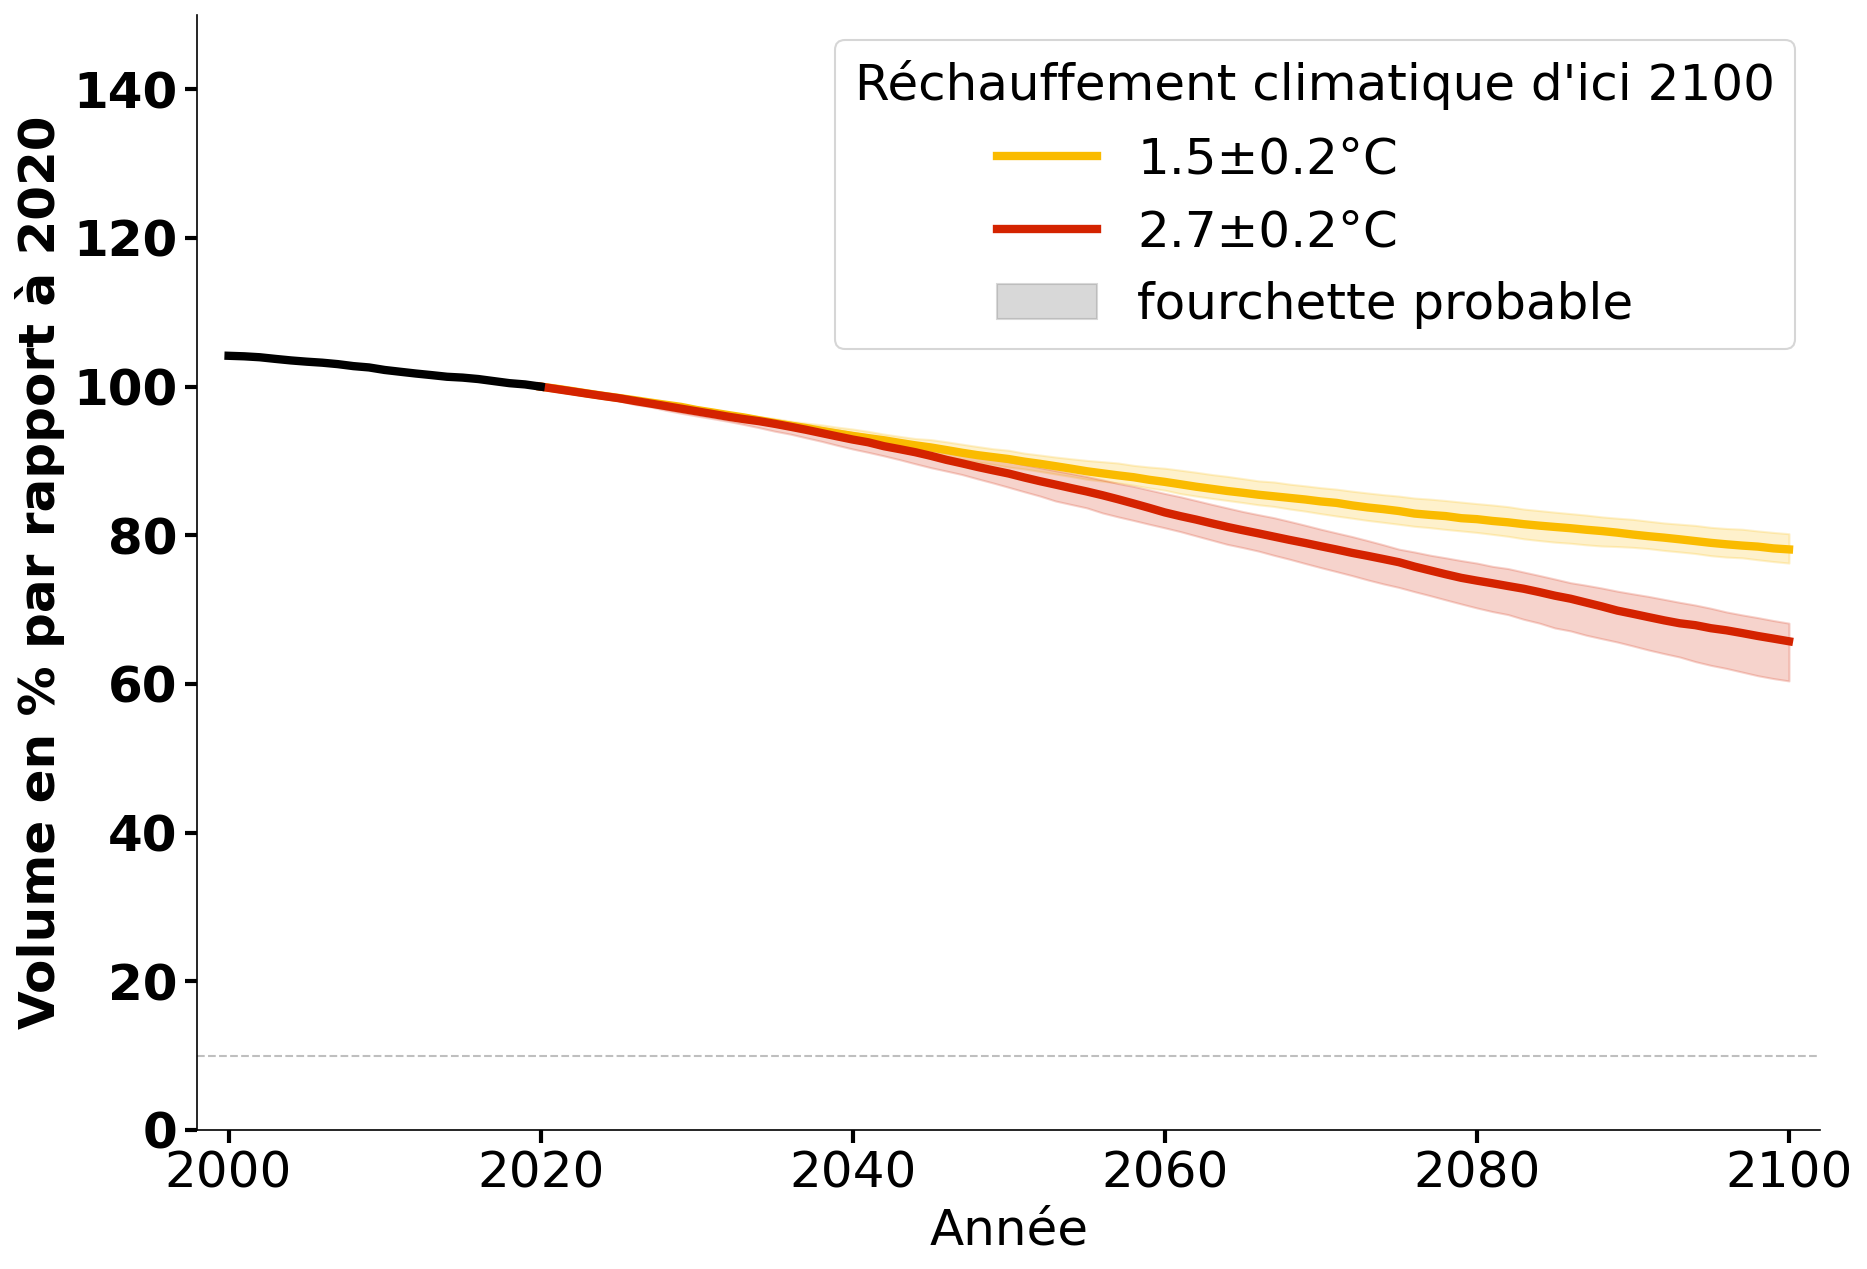 Réchauffement climatique d'ici 2100
1.5±0.2°C
2.7±0.2°C
fourchette probable
Volume en % par rapport à 2020
140
120
100
80
60
40
20
0
2000 2020 2040 2060 2080 2100
Année